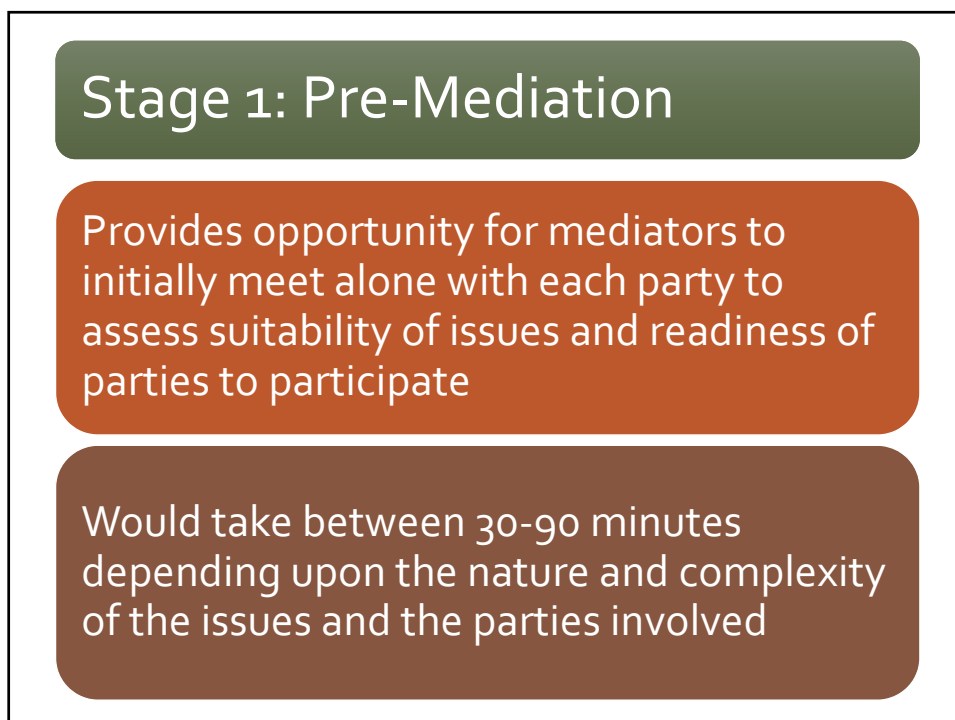 Stage 1: Pre-Mediation
Provides opportunity for mediators to
initially meet alone with each party to
assess suitability of issues and readiness of
parties to participate
Would take between 30-90 minutes
depending upon the nature and complexity
of the issues and the parties involved